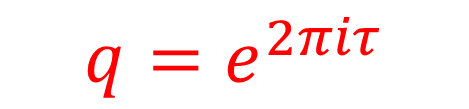 q = e^{2πiτ}